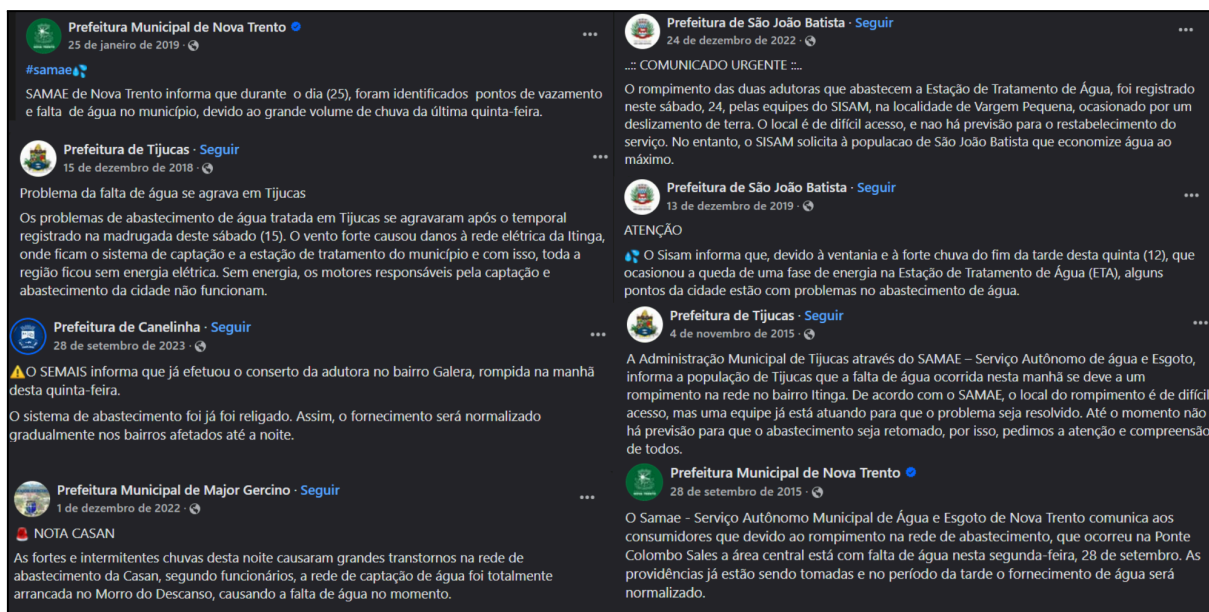 Prefeitura Municipal de Nova Trento
25 de janeiro de 2019 ·
#samae💦
SAMAE de Nova Trento informa que durante o dia (25), foram identificados pontos de vazamento
e falta de água no município, devido ao grande volume de chuva da última quinta-feira.
Prefeitura de Tijucas · Seguir
15 de dezembro de 2018 ·
Problema da falta de água se agrava em Tijucas
Os problemas de abastecimento de água tratada em Tijucas se agravaram após o temporal
registrado na madrugada deste sábado (15). O vento forte causou danos à rede elétrica da Itinga,
onde ficam o sistema de captação e a estação de tratamento do município e com isso, toda a
região ficou sem energia elétrica. Sem energia, os motores responsáveis pela captação e
abastecimento da cidade não funcionam.
Prefeitura de Canelinha · Seguir
28 de setembro de 2023 ·
⚠️O SEMAIS informa que já efetuou o conserto da adutora no bairro Galera, rompida na manhã
desta quinta-feira.
O sistema de abastecimento foi já foi religado. Assim, o fornecimento será normalizado
gradualmente nos bairros afetados até a noite.
Prefeitura Municipal de Major Gercino · Seguir
1 de dezembro de 2022 ·
🚨 NOTA CASAN
As fortes e intermitentes chuvas desta noite causaram grandes transtornos na rede de
abastecimento da Casan, segundo funcionários, a rede de captação de água foi totalmente
arrancada no Morro do Descanso, causando a falta de água no momento.
Prefeitura de São João Batista · Seguir
24 de dezembro de 2022 ·
..:: COMUNICADO URGENTE ::..
O rompimento das duas adutoras que abastecem a Estação de Tratamento de Água, foi registrado
neste sábado, 24, pelas equipes do SISAM, na localidade de Vargem Pequena, ocasionado por um
deslizamento de terra. O local é de difícil acesso, e nao há previsão para o restabelecimento do
serviço. No entanto, o SISAM solicita à populacao de São João Batista que economize água ao
máximo.
Prefeitura de São João Batista · Seguir
13 de dezembro de 2019 ·
ATENÇÃO
💦 O Sisam informa que, devido à ventania e à forte chuva do fim da tarde desta quinta (12), que
ocasionou a queda de uma fase de energia na Estação de Tratamento de Água (ETA), alguns
pontos da cidade estão com problemas no abastecimento de água.
Prefeitura de Tijucas · Seguir
4 de novembro de 2015 ·
A Administração Municipal de Tijucas através do SAMAE – Serviço Autônomo de água e Esgoto,
informa a população de Tijucas que a falta de água ocorrida nesta manhã se deve a um
rompimento na rede no bairro Itinga. De acordo com o SAMAE, o local do rompimento é de difícil
acesso, mas uma equipe já está atuando para que o problema seja resolvido. Até o momento não
há previsão para que o abastecimento seja retomado, por isso, pedimos a atenção e compreensão
de todos.
Prefeitura Municipal de Nova Trento
28 de setembro de 2015 ·
O Samae - Serviço Autônomo Municipal de Água e Esgoto de Nova Trento comunica aos
consumidores que devido ao rompimento na rede de abastecimento, que ocorreu na Ponte
Colombo Sales a área central está com falta de água nesta segunda-feira, 28 de setembro. As
providências já estão sendo tomadas e no período da tarde o fornecimento de água será
normalizado.